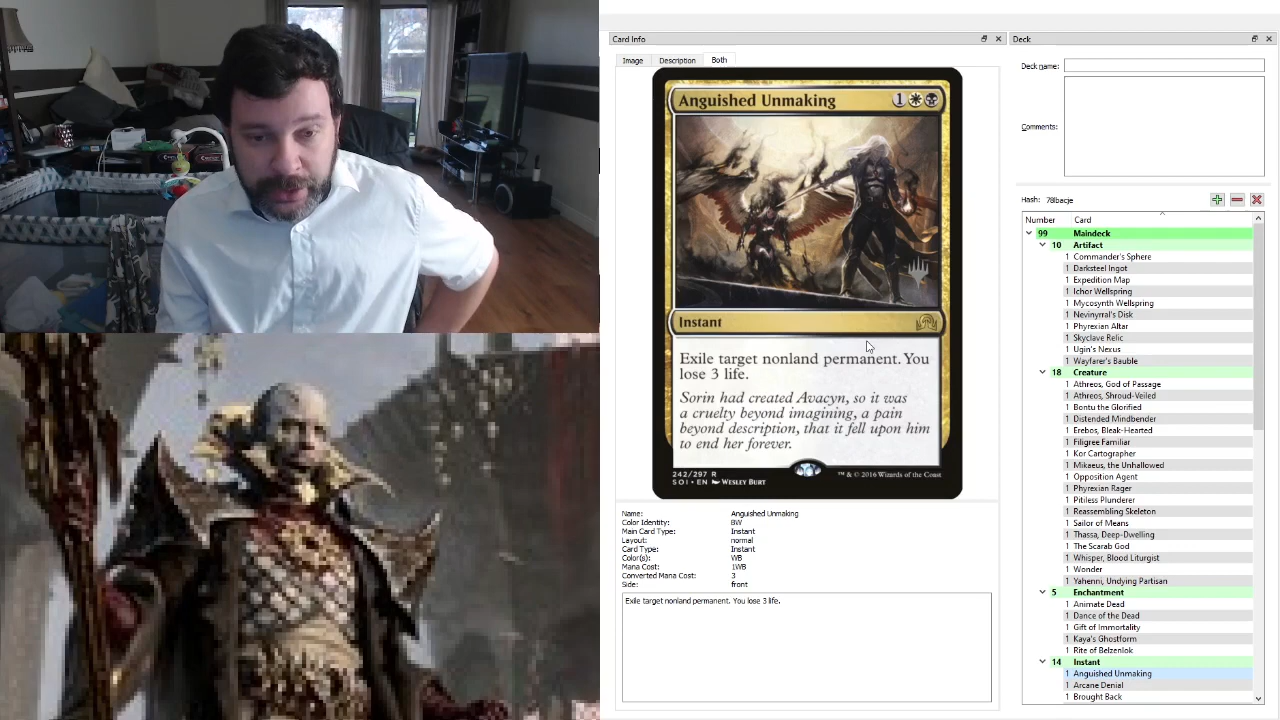 Card Info
Image Description Both
Anguished Unmaking 1
Instant
Exile target nonland permanent. You
lose 3 life.
Sorin had created Avacyn, so it was
a cruelty beyond imagining, a pain
beyond description, that it fell upon him
to end her forever.
242/297 R
SOI • EN Wesley Burt
™ & © 2016 Wizards of the Coast
Name: Anguished Unmaking
Color Identity: BW
Main Card Type: Instant
Layout: normal
Card Type: Instant
Color(s): WB
Mana Cost: 1WB
Converted Mana Cost: 3
Side: front
Exile target nonland permanent. You lose 3 life.
Deck
Deck name:
Comments:
Hash: 78lbacje
Number Card
99 Maindeck
10 Artifact
1 Commander's Sphere
1 Darksteel Ingot
1 Expedition Map
1 Ichor Wellspring
1 Mycosynth Wellspring
1 Nevinyrral's Disk
1 Phyrexian Altar
1 Skyclave Relic
1 Ugin's Nexus
1 Wayfarer's Bauble
18 Creature
1 Athreos, God of Passage
1 Athreos, Shroud-Veiled
1 Bontu the Glorified
1 Distended Mindbender
1 Erebos, Bleak-Hearted
1 Filigree Familiar
1 Kor Cartographer
1 Mikaeus, the Unhallowed
1 Opposition Agent
1 Phyrexian Rager
1 Pitiless Plunderer
1 Reassembling Skeleton
1 Sailor of Means
1 Thassa, Deep-Dwelling
1 The Scarab God
1 Whisper, Blood Liturgist
1 Wonder
1 Yahenni, Undying Partisan
5 Enchantment
1 Animate Dead
1 Dance of the Dead
1 Gift of Immortality
1 Kaya's Ghostform
1 Rite of Belzenlok
14 Instant
1 Anguished Unmaking
1 Arcane Denial
1 Brought Back